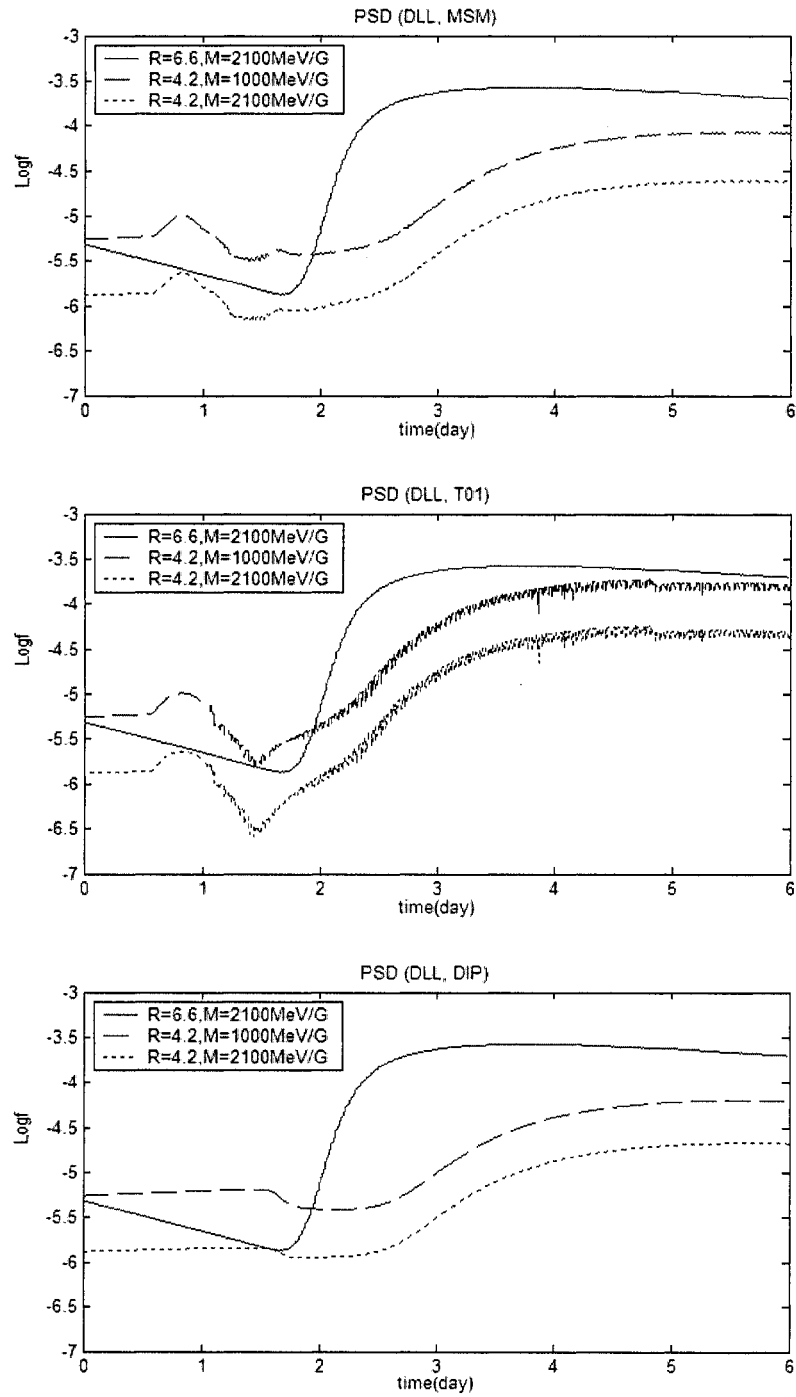 PSD (DLL, MSM)
-3
-3.5
-4
-4.5
-5
-5.5
-6
-6.5
-7
Logf
R=6.6,M=2100MeV/G
R=4.2,M=1000MeV/G
R=4.2,M=2100MeV/G
0 1 2 3 4 5 6
time(day)
PSD (DLL, T01)
-3
-3.5
-4
-4.5
-5
-5.5
-6
-6.5
-7
Logf
R=6.6,M=2100MeV/G
R=4.2,M=1000MeV/G
R=4.2,M=2100MeV/G
0 1 2 3 4 5 6
time(day)
PSD (DLL, DIP)
-3
-3.5
-4
-4.5
-5
-5.5
-6
-6.5
-7
Logf
R=6.6,M=2100MeV/G
R=4.2,M=1000MeV/G
R=4.2,M=2100MeV/G
0 1 2 3 4 5 6
time(day)